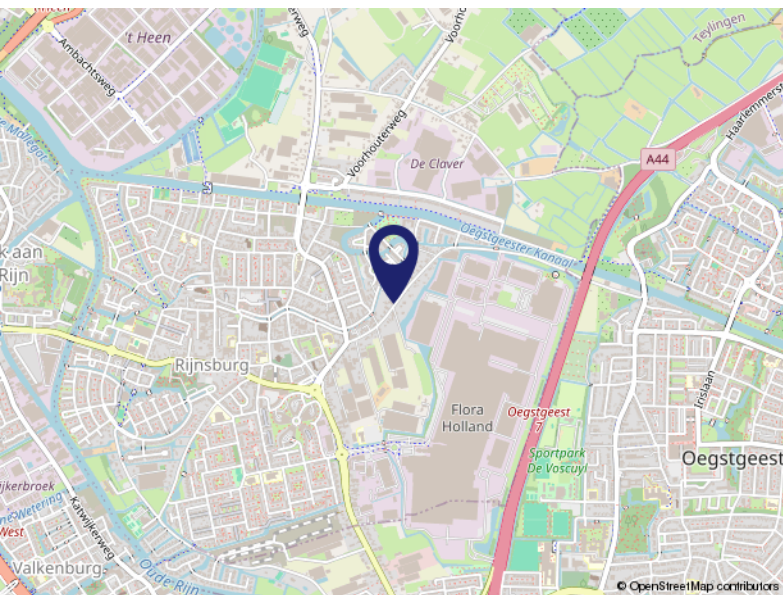 't Heen
Ambachtsweg
Voorhouterweg
Teylingen
De Claver
A44
Oegstgeester Kanaal
k aan
Rijn
Rijnsburg
Flora
Holland
Oegstgeest
7
Irislaan
Sportpark
De Voscuyl
Oegstgeest
ijkerbroek
West
Katwijkerweg
Valkenburg
Oude Rijn
© OpenStreetMap contributors